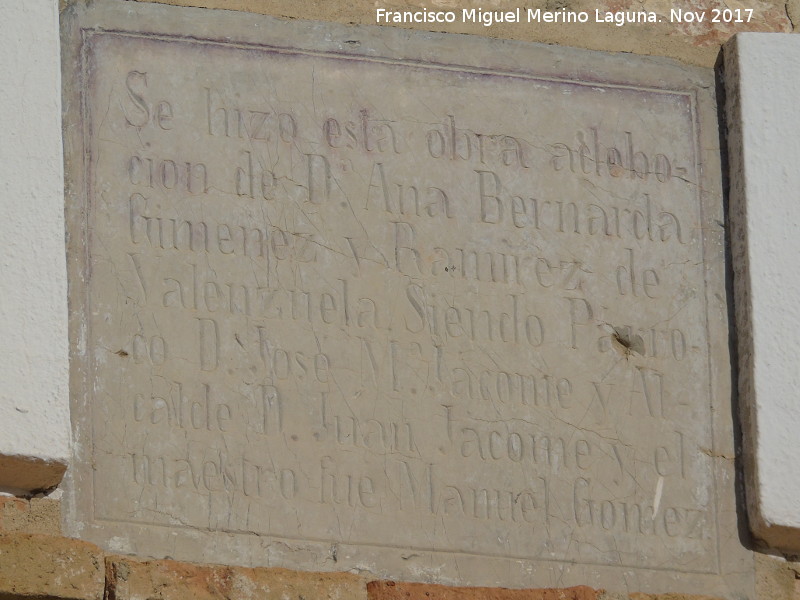 Francisco Miguel Merino Laguna. Nov 2017
Se hizo esta obra a debo-
cion de D.ª Ana Bernarda
Gimenez y Ramirez de
Valenzuela. Siendo Parro-
co D. José M.ª Jacome y Al-
calde D. Juan Jacome y el
maestro fue Manuel Gomez